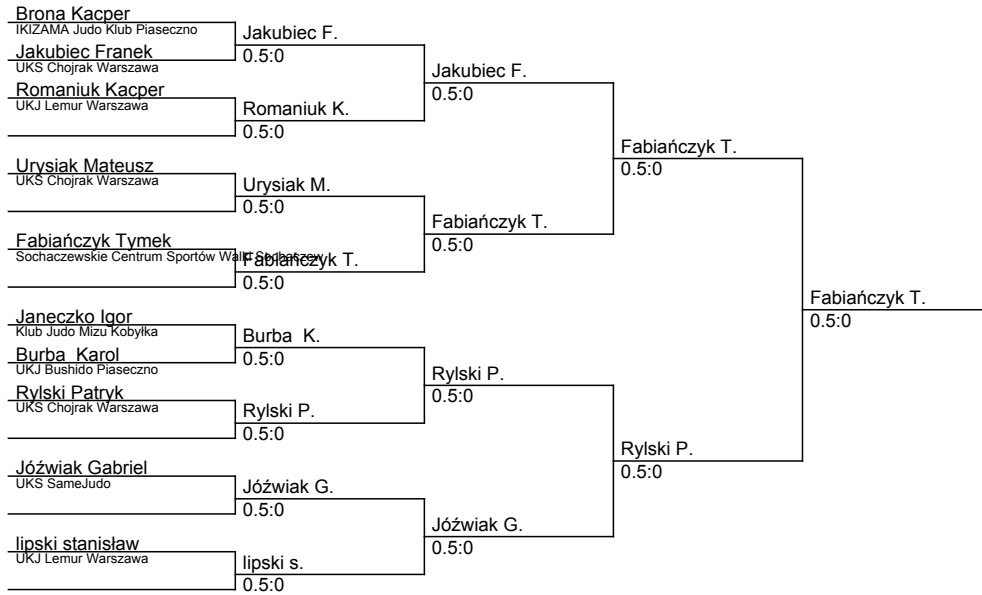 Brona Kacper
IKIZAMA Judo Klub Piaseczno
Jakubiec Franek
UKS Chojrak Warszawa
Romaniuk Kacper
UKJ Lemur Warszawa
Urysiak Mateusz
UKS Chojrak Warszawa
Fabiańczyk Tymek
Sochaczewskie Centrum Sportów Walki Sochaczew
Janeczko Igor
Klub Judo Mizu Kobyłka
Burba  Karol
UKJ Bushido Piaseczno
Rylski Patryk
UKS Chojrak Warszawa
Jóźwiak Gabriel
UKS SameJudo
lipski stanisław
UKJ Lemur Warszawa
Jakubiec F.
0.5:0
Romaniuk K.
0.5:0
Urysiak M.
0.5:0
Fabiańczyk T.
0.5:0
Burba  K.
0.5:0
Rylski P.
0.5:0
Jóźwiak G.
0.5:0
lipski s.
0.5:0
Jakubiec F.
0.5:0
Fabiańczyk T.
0.5:0
Rylski P.
0.5:0
Jóźwiak G.
0.5:0
Fabiańczyk T.
0.5:0
Rylski P.
0.5:0
Fabiańczyk T.
0.5:0